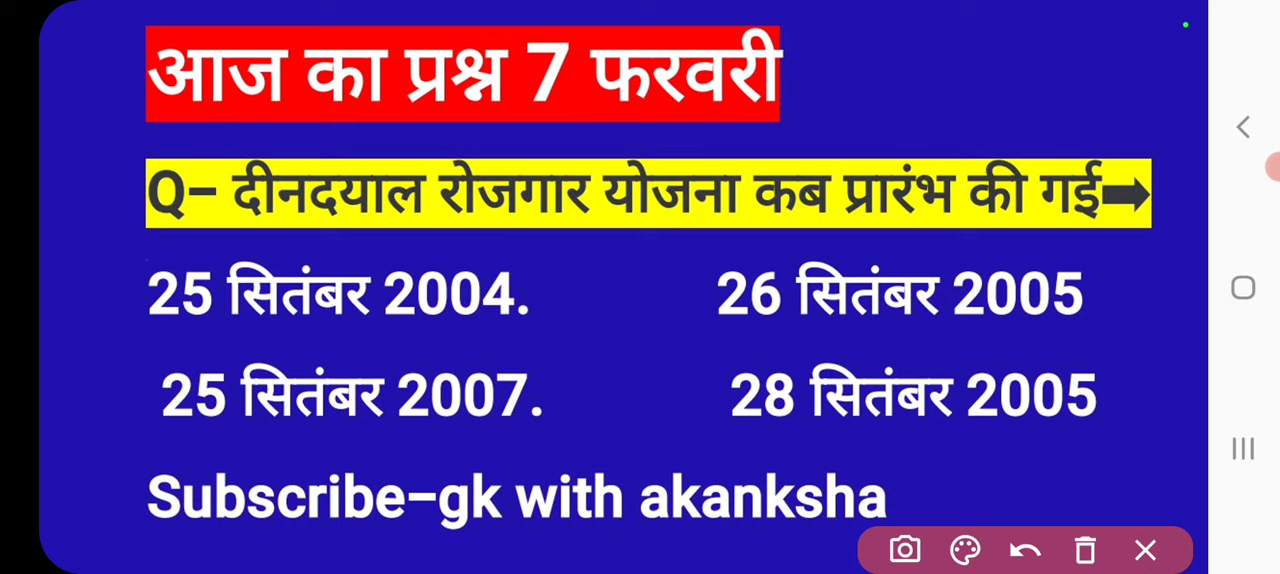 आज का प्रश्न 7 फरवरी
Q– दीनदयाल रोजगार योजना कब प्रारंभ की गई➡
25 सितंबर 2004. 26 सितंबर 2005
25 सितंबर 2007. 28 सितंबर 2005
Subscribe–gk with akanksha